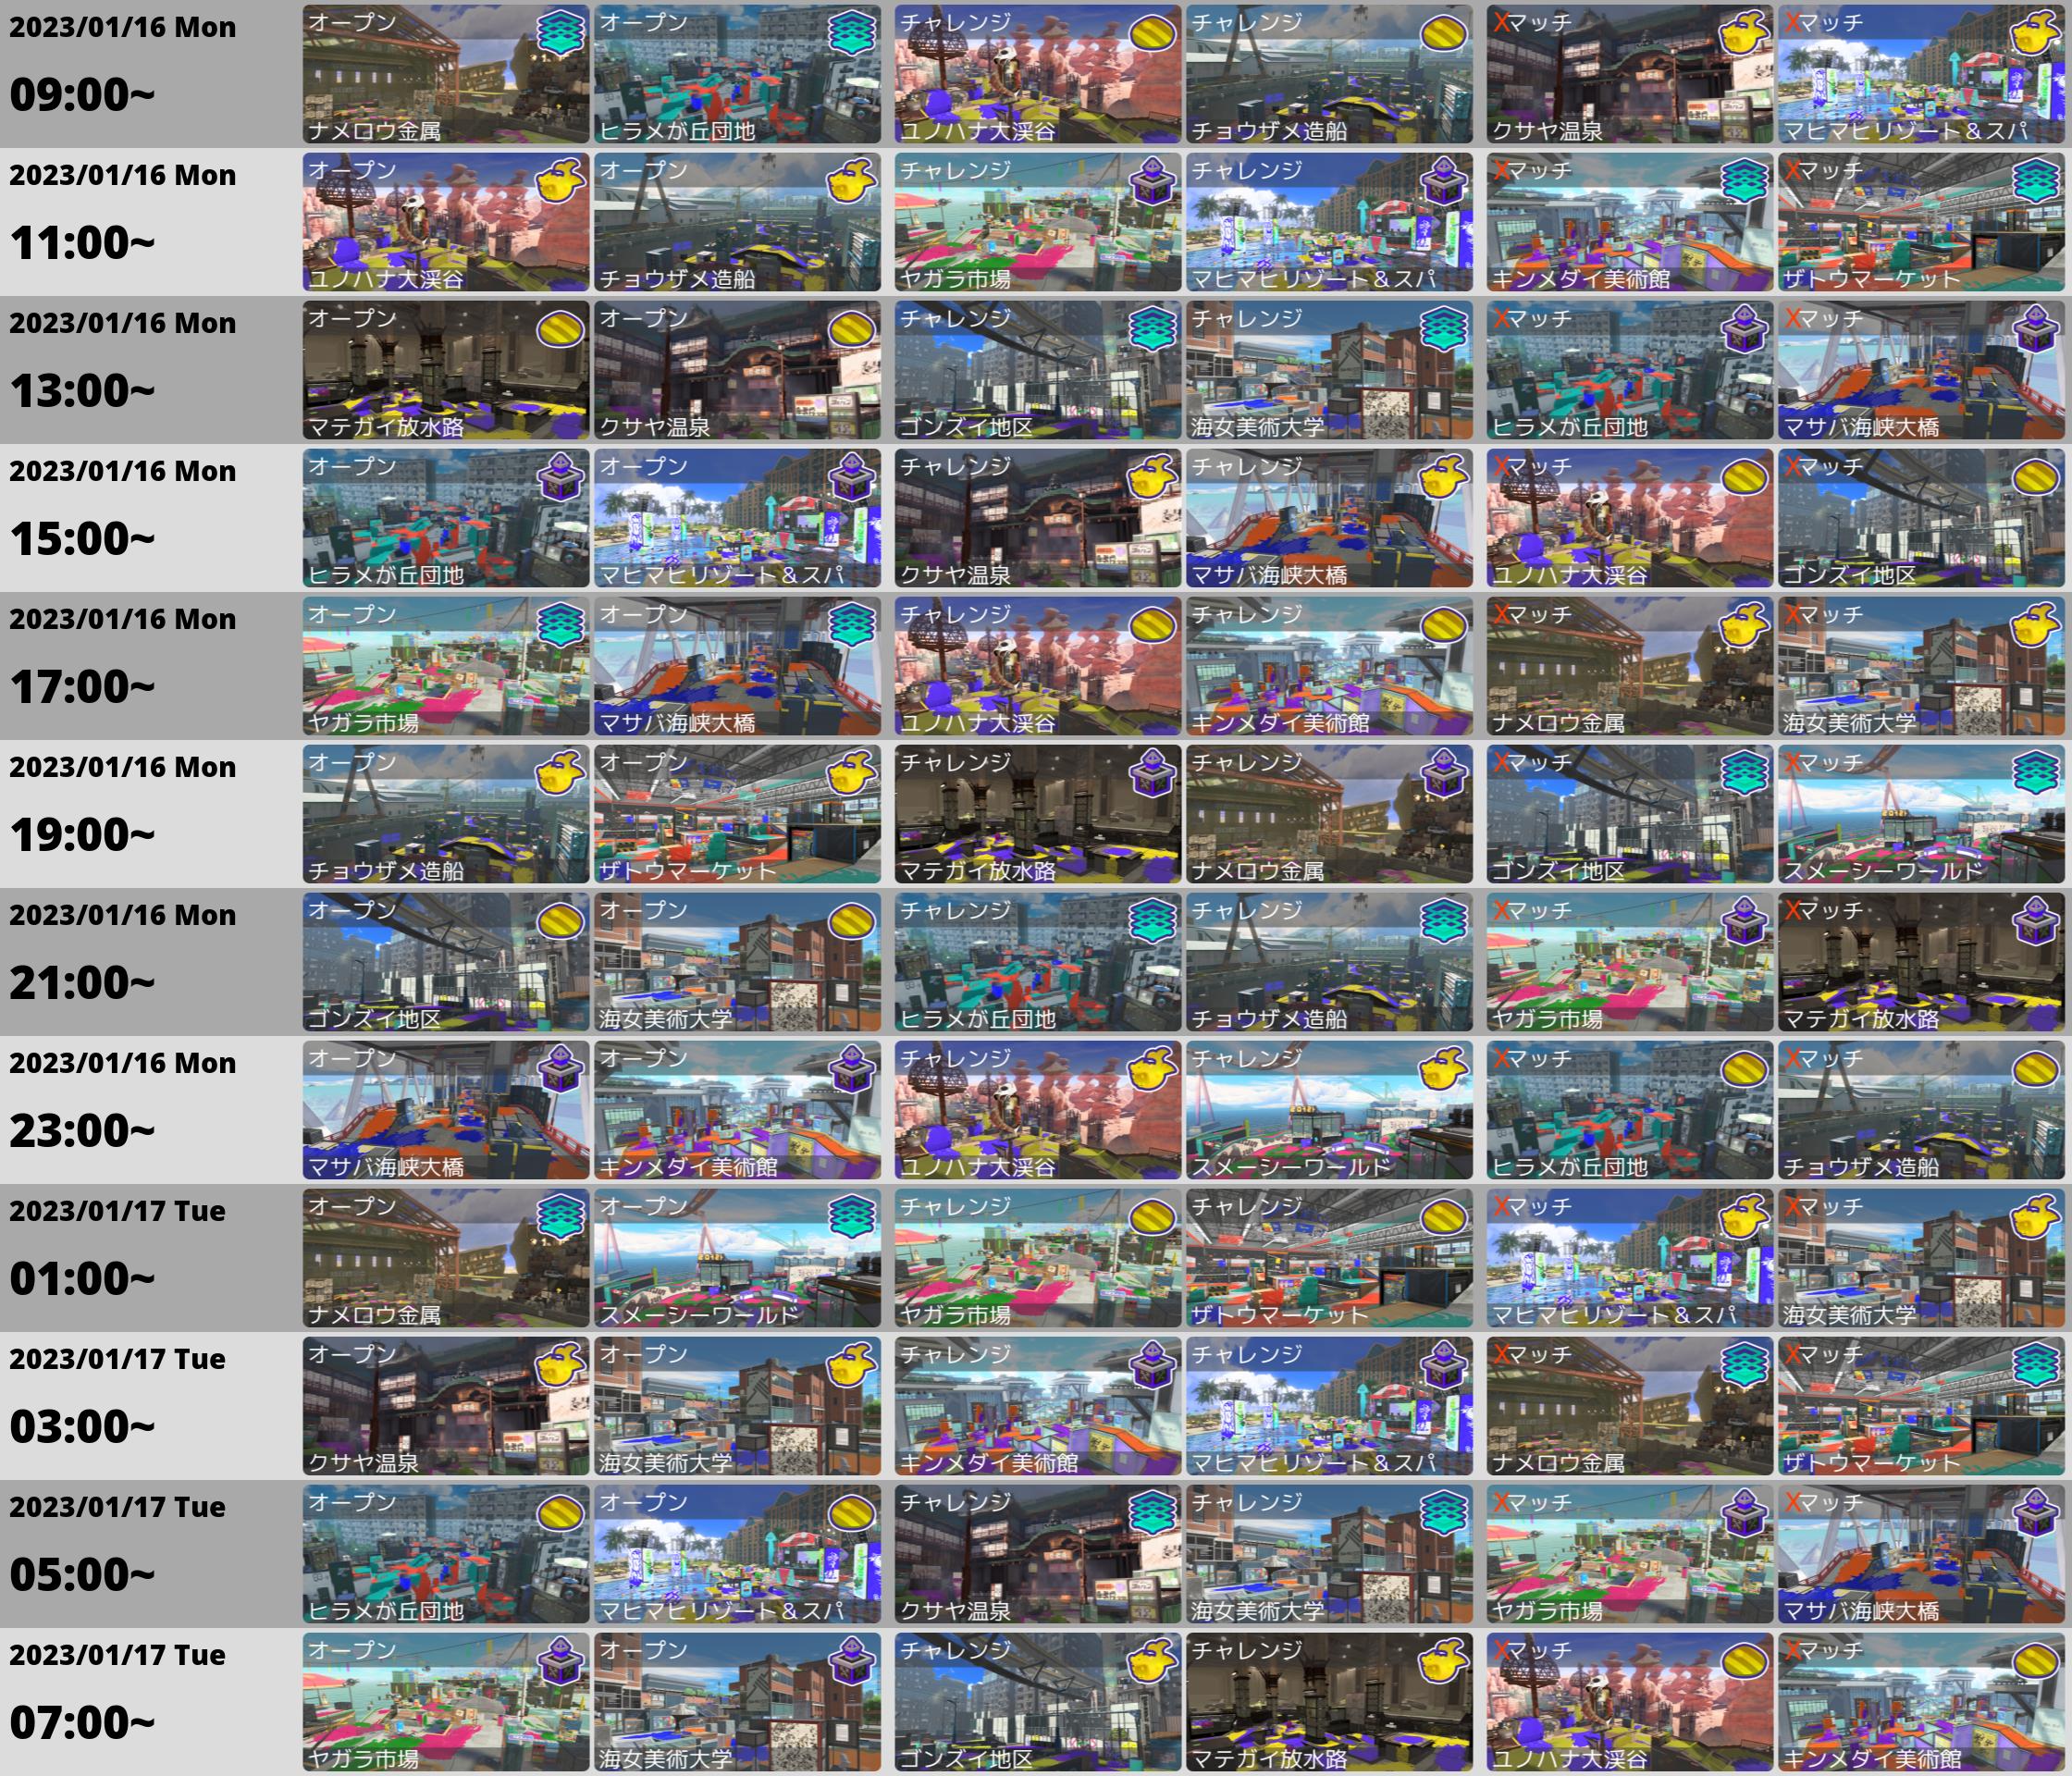 2023/01/16 Mon
09:00~
オープン
ナメロウ金属
オープン
ヒラメが丘団地
チャレンジ
ユノハナ大渓谷
チャレンジ
チョウザメ造船
Xマッチ
クサヤ温泉
Xマッチ
マヒマヒリゾート＆スパ
2023/01/16 Mon
11:00~
オープン
ユノハナ大渓谷
オープン
チョウザメ造船
チャレンジ
ヤガラ市場
チャレンジ
マヒマヒリゾート＆スパ
Xマッチ
キンメダイ美術館
Xマッチ
ザトウマーケット
2023/01/16 Mon
13:00~
オープン
マテガイ放水路
オープン
クサヤ温泉
チャレンジ
ゴンズイ地区
チャレンジ
海女美術大学
Xマッチ
ヒラメが丘団地
Xマッチ
マサバ海峡大橋
2023/01/16 Mon
15:00~
オープン
ヒラメが丘団地
オープン
マヒマヒリゾート＆スパ
チャレンジ
クサヤ温泉
チャレンジ
マサバ海峡大橋
Xマッチ
ユノハナ大渓谷
Xマッチ
ゴンズイ地区
2023/01/16 Mon
17:00~
オープン
ヤガラ市場
オープン
マサバ海峡大橋
チャレンジ
ユノハナ大渓谷
チャレンジ
キンメダイ美術館
Xマッチ
ナメロウ金属
Xマッチ
海女美術大学
2023/01/16 Mon
19:00~
オープン
チョウザメ造船
オープン
ザトウマーケット
チャレンジ
マテガイ放水路
チャレンジ
ナメロウ金属
Xマッチ
ゴンズイ地区
Xマッチ
スメーシーワールド
2023/01/16 Mon
21:00~
オープン
ゴンズイ地区
オープン
海女美術大学
チャレンジ
ヒラメが丘団地
チャレンジ
チョウザメ造船
Xマッチ
ヤガラ市場
Xマッチ
マテガイ放水路
2023/01/16 Mon
23:00~
オープン
マサバ海峡大橋
オープン
キンメダイ美術館
チャレンジ
ユノハナ大渓谷
チャレンジ
スメーシーワールド
Xマッチ
ヒラメが丘団地
Xマッチ
チョウザメ造船
2023/01/17 Tue
01:00~
オープン
ナメロウ金属
オープン
スメーシーワールド
チャレンジ
ヤガラ市場
チャレンジ
ザトウマーケット
Xマッチ
マヒマヒリゾート＆スパ
Xマッチ
海女美術大学
2023/01/17 Tue
03:00~
オープン
クサヤ温泉
オープン
海女美術大学
チャレンジ
キンメダイ美術館
チャレンジ
マヒマヒリゾート＆スパ
Xマッチ
ナメロウ金属
Xマッチ
ザトウマーケット
2023/01/17 Tue
05:00~
オープン
ヒラメが丘団地
オープン
マヒマヒリゾート＆スパ
チャレンジ
クサヤ温泉
チャレンジ
海女美術大学
Xマッチ
ヤガラ市場
Xマッチ
マサバ海峡大橋
2023/01/17 Tue
07:00~
オープン
ヤガラ市場
オープン
海女美術大学
チャレンジ
ゴンズイ地区
チャレンジ
マテガイ放水路
Xマッチ
ユノハナ大渓谷
Xマッチ
キンメダイ美術館